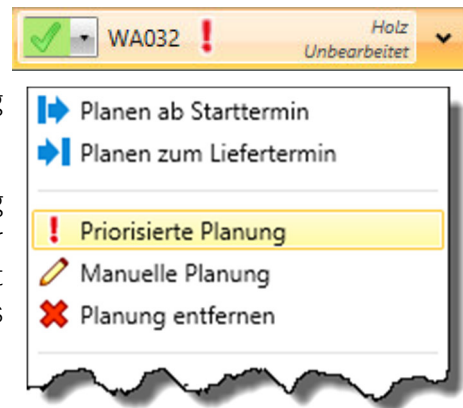 WA032
Holz
Unbearbeitet
g
Planen ab Starttermin
Planen zum Liefertermin
g
Priorisierte Planung
t
Manuelle Planung
s
Planung entfernen